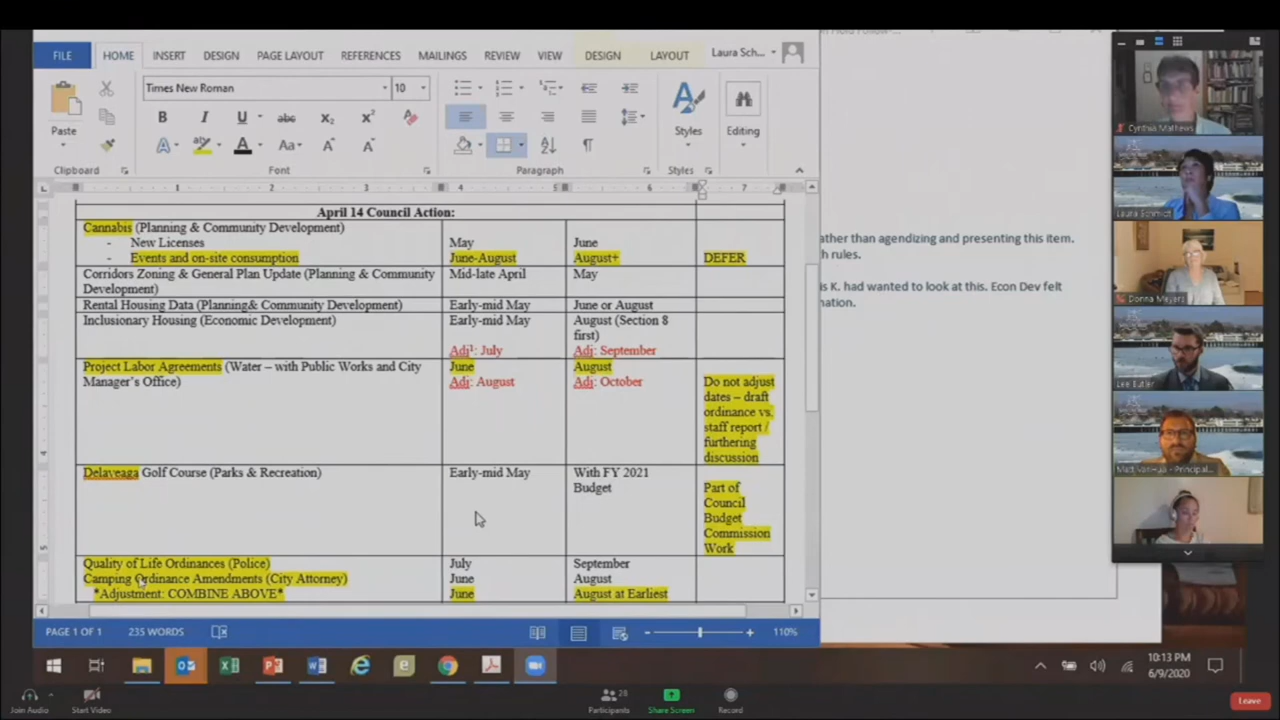 FILE HOME INSERT DESIGN PAGE LAYOUT REFERENCES MAILINGS REVIEW VIEW DESIGN LAYOUT Laura Sch...
Times New Roman 10
Paste
Styles
Editing
Clipboard Font Paragraph Styles
1 2 3 4 5 6 7
April 14 Council Action:
Cannabis (Planning & Community Development)
- New Licenses May June
- Events and on-site consumption June-August August+ DEFER
Corridors Zoning & General Plan Update (Planning & Community Mid-late April May
Development)
Rental Housing Data (Planning& Community Development) Early-mid May June or August
Inclusionary Housing (Economic Development) Early-mid May August (Section 8
first)
Adj¹: July Adj: September
Project Labor Agreements (Water – with Public Works and City June August
Manager's Office) Adj: August Adj: October Do not adjust
dates – draft
ordinance vs.
staff report /
furthering
discussion
Delaveaga Golf Course (Parks & Recreation) Early-mid May With FY 2021
Budget
Part of
Council
Budget
Commission
Work
Quality of Life Ordinances (Police) July September
Camping Ordinance Amendments (City Attorney) June August
*Adjustment: COMBINE ABOVE* June August at Earliest
PAGE 1 OF 1 235 WORDS 110%
ather than agendizing and presenting this item.
h rules.
is K. had wanted to look at this. Econ Dev felt
nation.
Cynthia Mathews
Laura Schmidt
Donna Meyers
Lee Butler
10:13 PM
6/9/2020
Join Audio Start Video Participants 28 Share Screen Record Leave